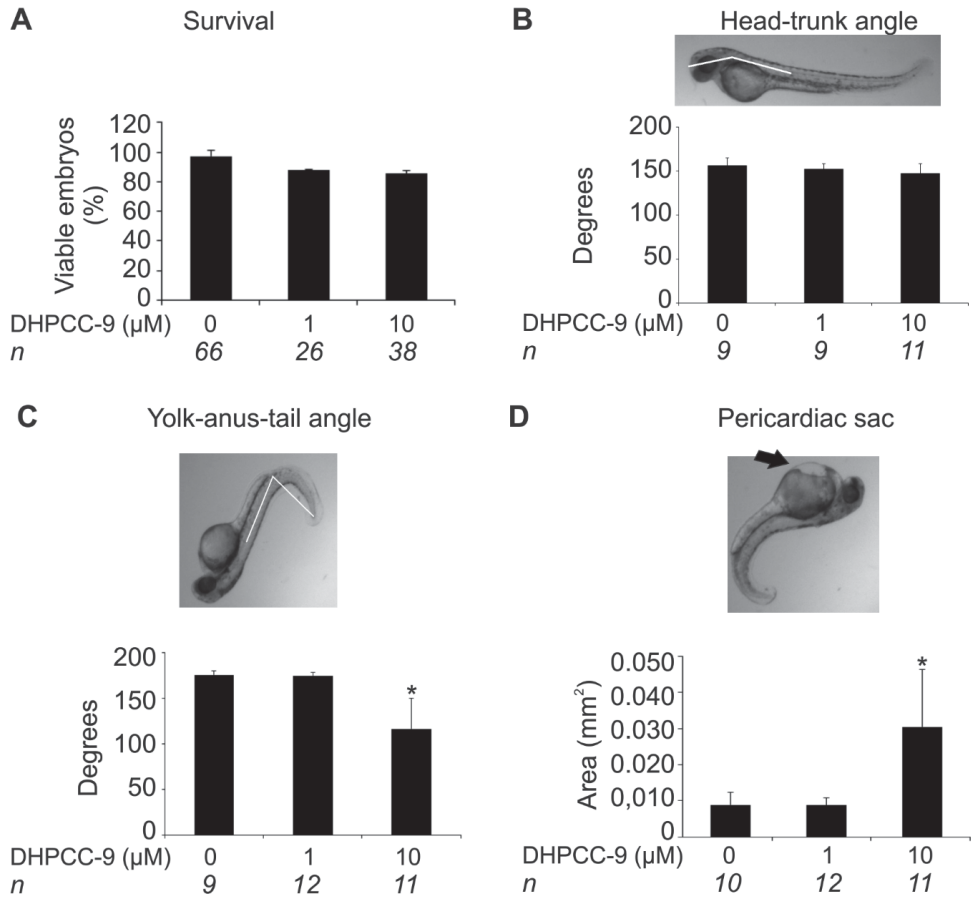 A Survival
120
100
80
60
40
20
0
Viable embryos
(%)
DHPCC-9 (µM) 0 1 10
n 66 26 38
B Head-trunk angle
200
150
100
50
0
Degrees
DHPCC-9 (µM) 0 1 10
n 9 9 11
C Yolk-anus-tail angle
200
150
100
50
0
Degrees
*
DHPCC-9 (µM) 0 1 10
n 9 12 11
D Pericardiac sac
0.050
0.040
0.030
0.020
0,010
0
Area (mm²)
*
DHPCC-9 (µM) 0 1 10
n 10 12 11